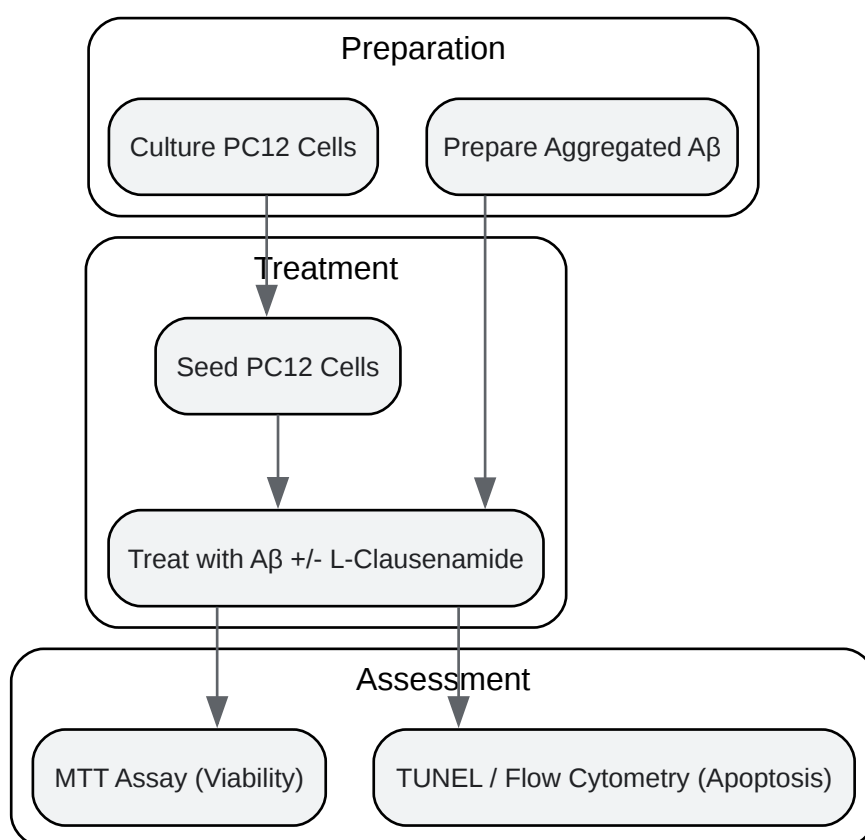 Preparation
Culture PC12 Cells
Prepare Aggregated Aβ
Treatment
Seed PC12 Cells
Treat with Aβ +/- L-Clausenamide
Assessment
MTT Assay (Viability)
TUNEL / Flow Cytometry (Apoptosis)